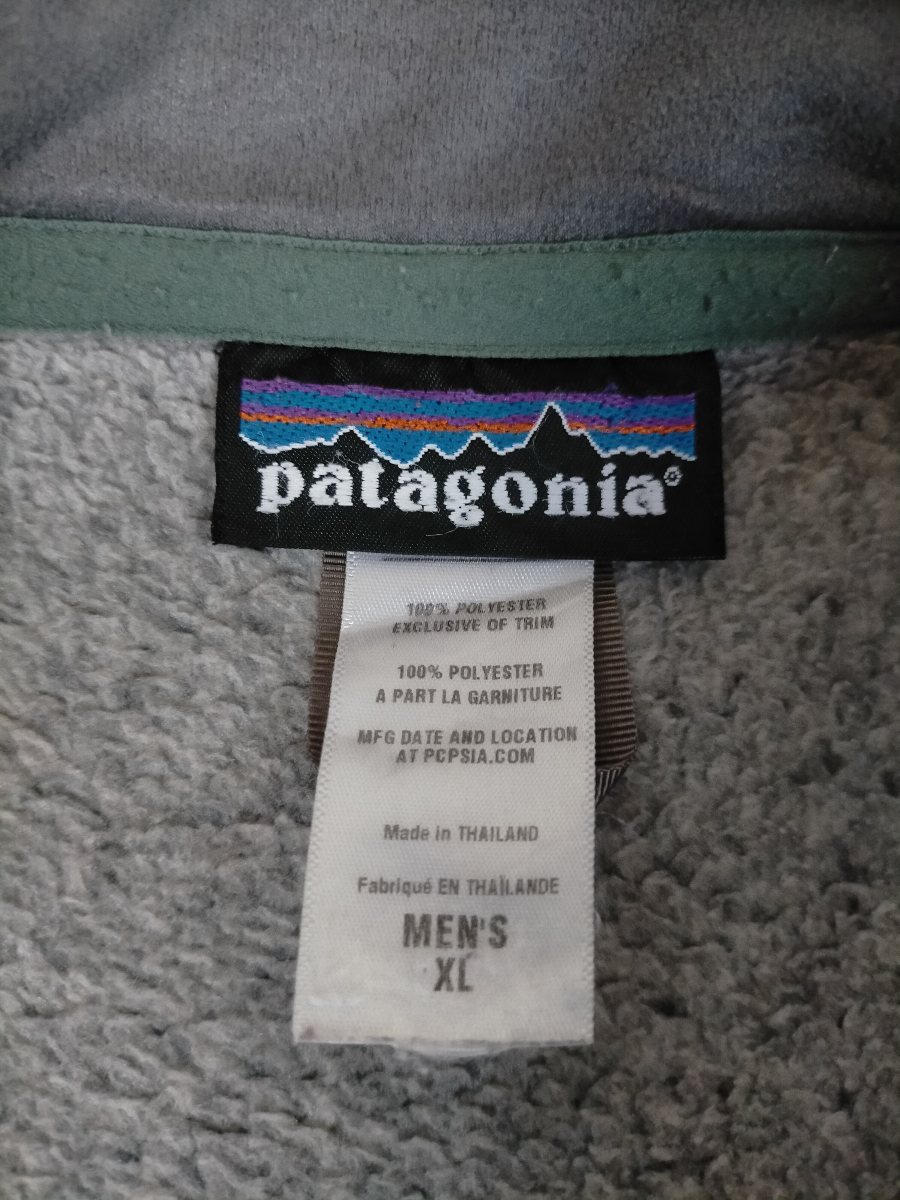 patagonia®
100% POLYESTER
EXCLUSIVE OF TRIM
100% POLYESTER
A PART LA GARNITURE
MFG DATE AND LOCATION
AT PCPSIA.COM
Made in THAILAND
Fabriqué EN THAÏLANDE
MEN'S
XL